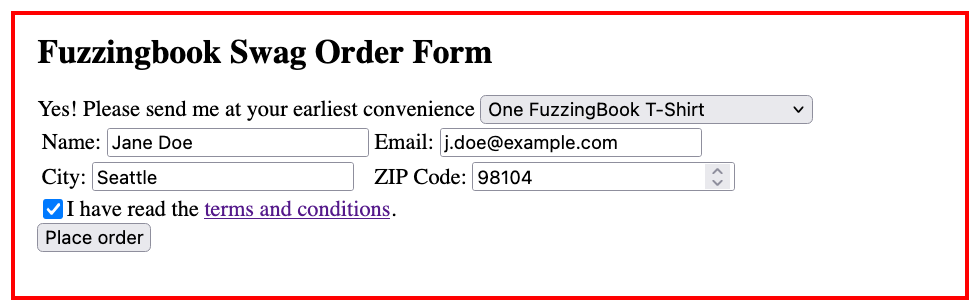 Fuzzingbook Swag Order Form
Yes! Please send me at your earliest convenience One FuzzingBook T-Shirt
Name: Jane Doe Email: j.doe@example.com
City: Seattle ZIP Code: 98104
I have read the terms and conditions.
Place order